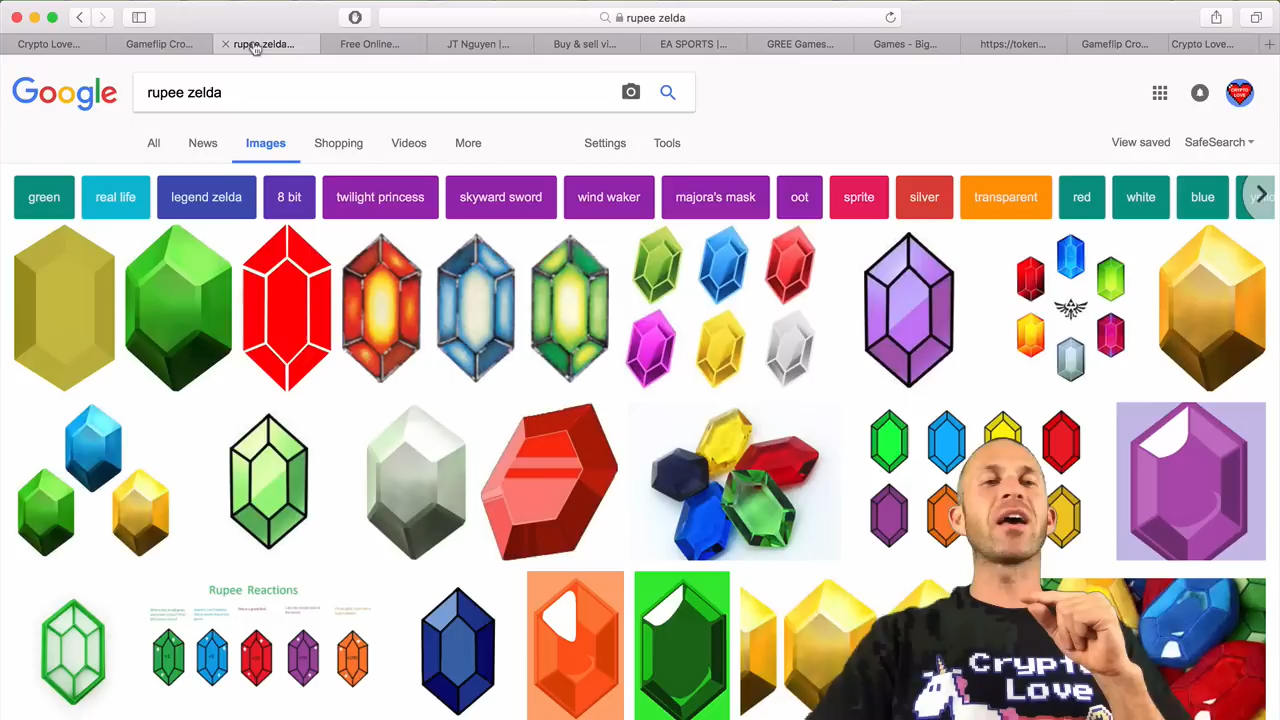 rupee zelda
Crypto Love...
Gameflip Cro...
rupee zelda...
Free Online...
JT Nguyen |...
Buy & sell vi...
EA SPORTS |...
GREE Games...
Games - Big...
https://token...
Gameflip Cro...
Crypto Love...
Google
rupee zelda
CRYPTO
LOVE
All
News
Images
Shopping
Videos
More
Settings
Tools
View saved
SafeSearch
green
real life
legend zelda
8 bit
twilight princess
skyward sword
wind waker
majora's mask
oot
sprite
silver
transparent
red
white
blue
Rupee Reactions
Crypto
Love